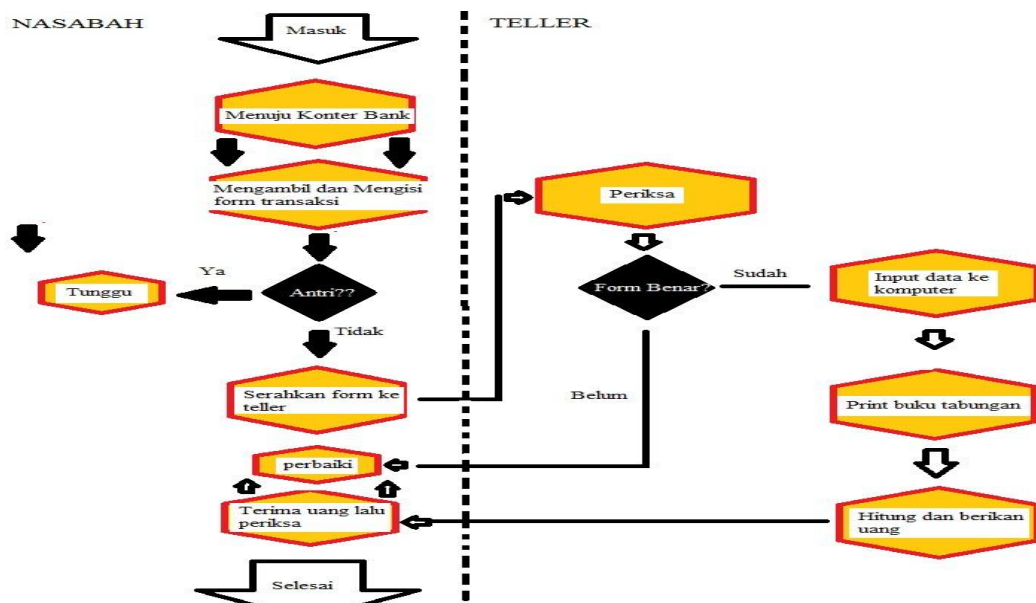 NASABAH
TELLER
Masuk
Menuju Konter Bank
Mengambil dan Mengisi
form transaksi
Periksa
Ya
Tunggu
Antri??
Tidak
Form Benar?
Sudah
Input data ke
komputer
Serahkan form ke
teller
Belum
Print buku tabungan
perbaiki
Terima uang lalu
periksa
Hitung dan berikan
uang
Selesai